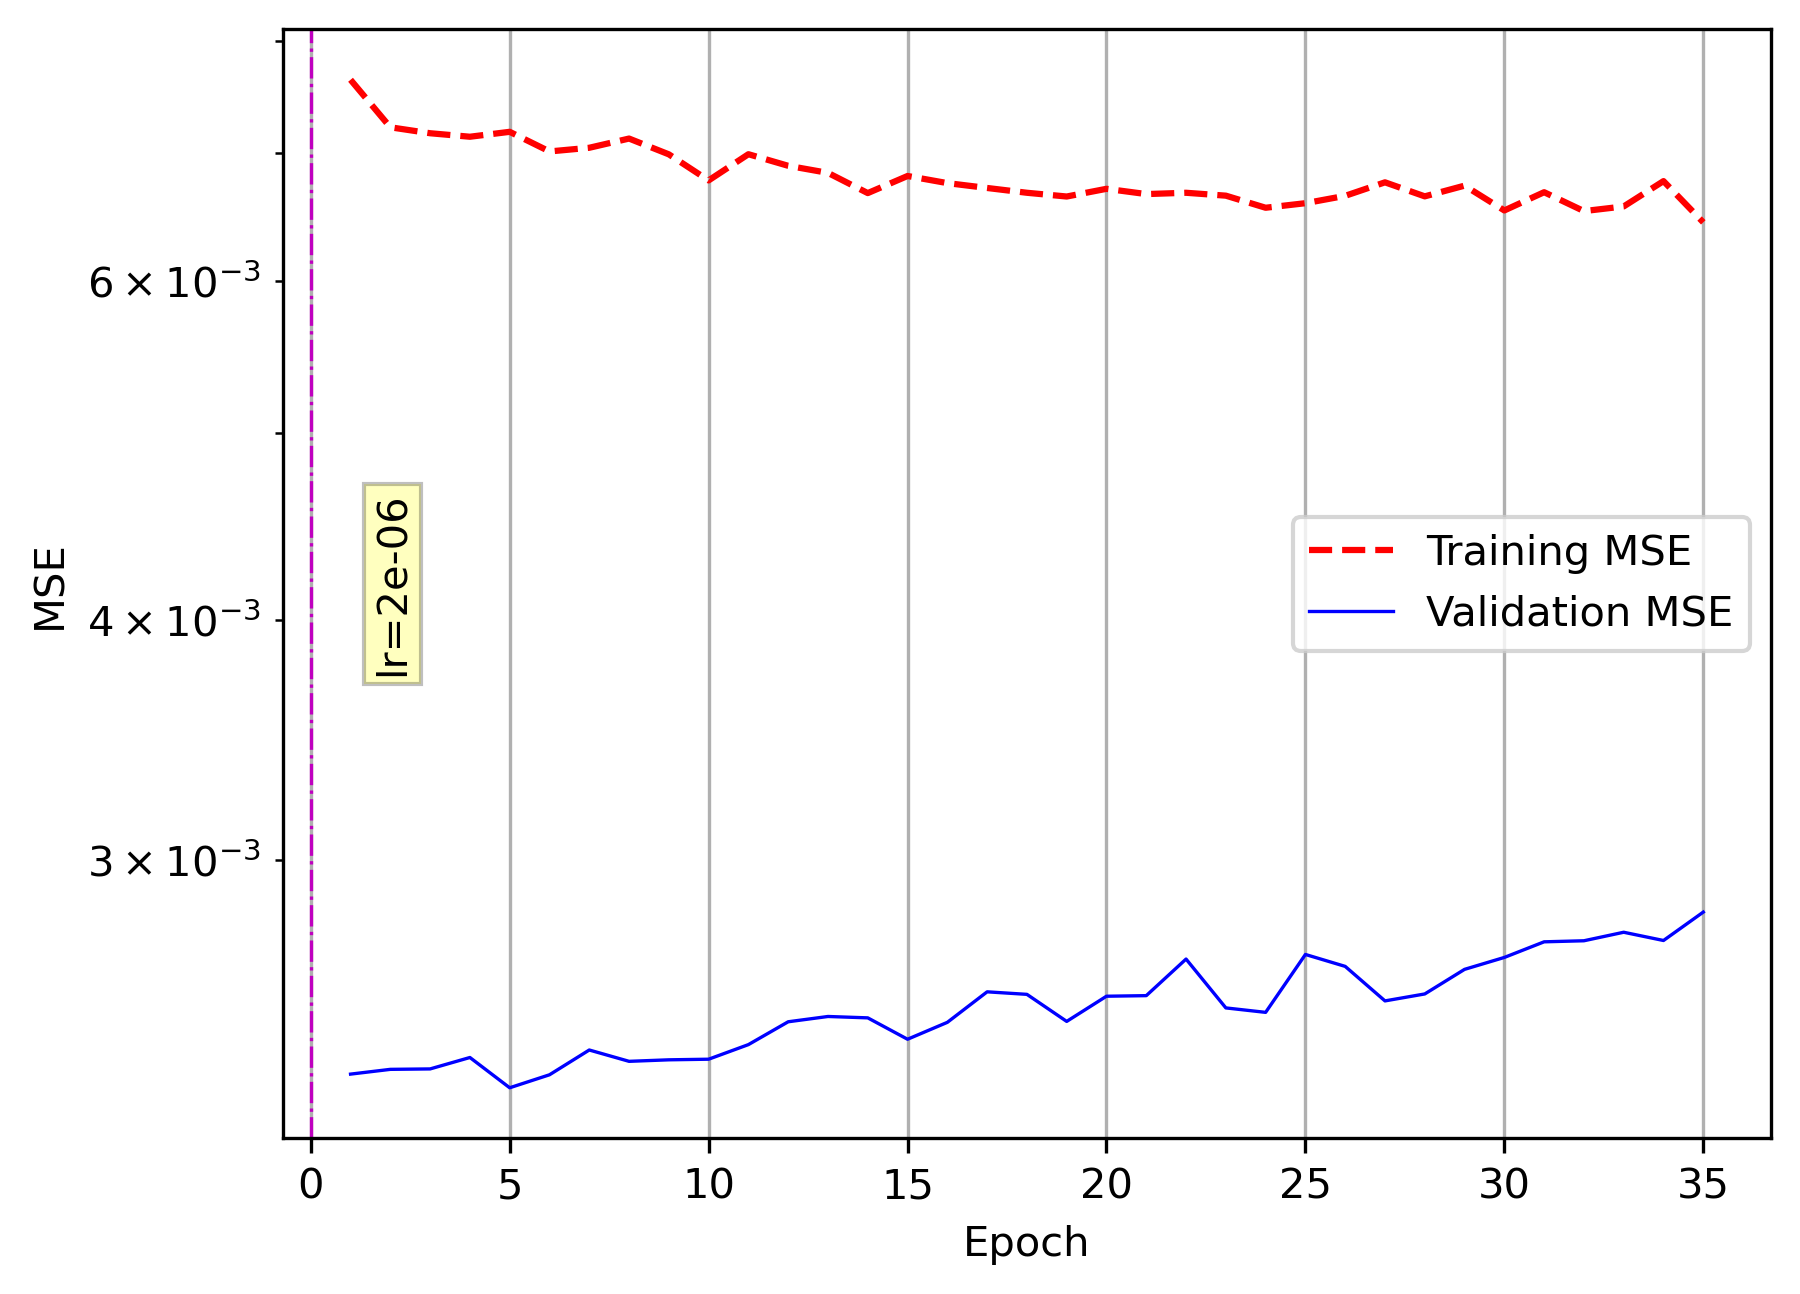 6 × 10⁻³
4 × 10⁻³
3 × 10⁻³
MSE
lr=2e-06
Training MSE
Validation MSE
0 5 10 15 20 25 30 35
Epoch